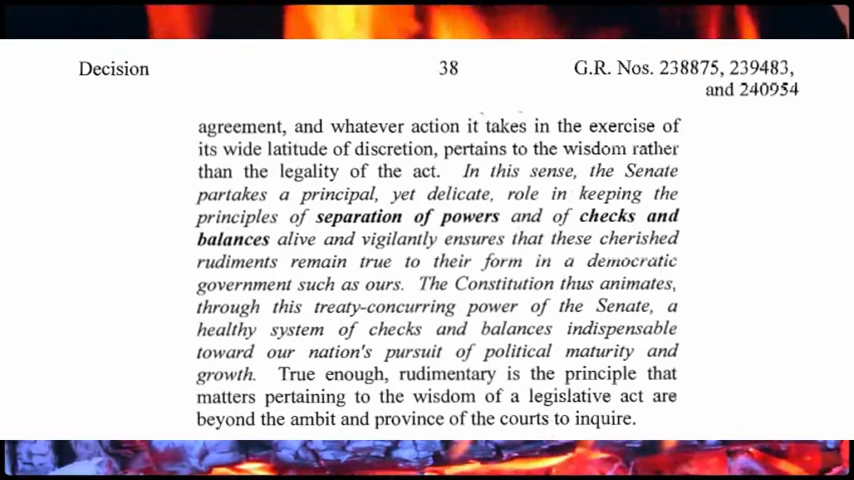 Decision 38 G.R. Nos. 238875, 239483,
and 240954
agreement, and whatever action it takes in the exercise of
its wide latitude of discretion, pertains to the wisdom rather
than the legality of the act. In this sense, the Senate
partakes a principal, yet delicate, role in keeping the
principles of separation of powers and of checks and
balances alive and vigilantly ensures that these cherished
rudiments remain true to their form in a democratic
government such as ours. The Constitution thus animates,
through this treaty-concurring power of the Senate, a
healthy system of checks and balances indispensable
toward our nation's pursuit of political maturity and
growth. True enough, rudimentary is the principle that
matters pertaining to the wisdom of a legislative act are
beyond the ambit and province of the courts to inquire.